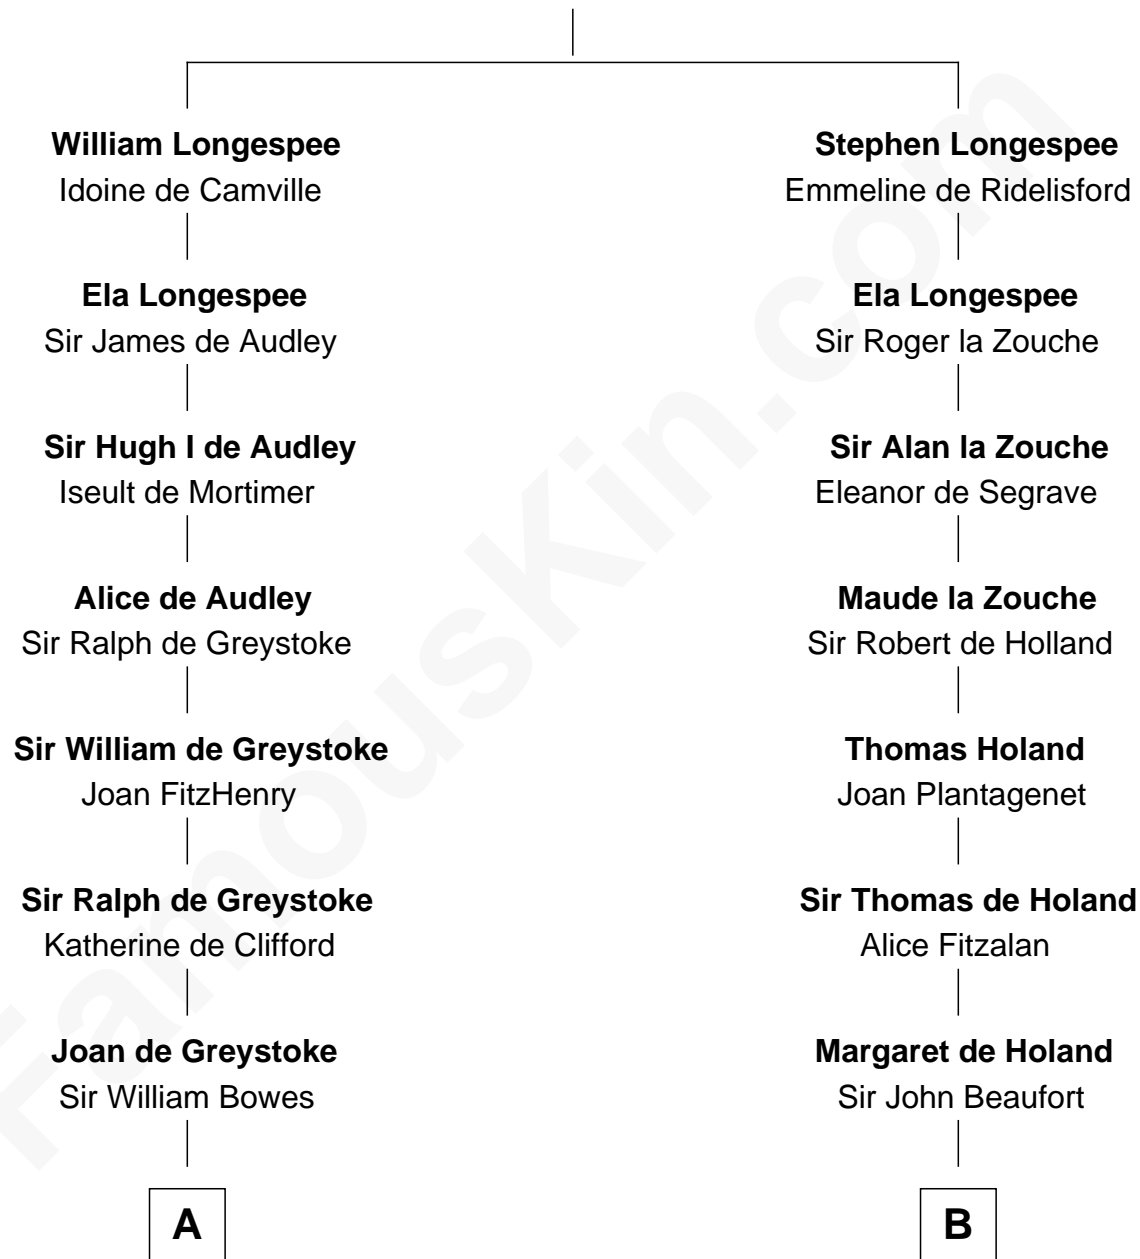 William Longespee
Idoine de Camville
Stephen Longespee
Emmeline de Ridelisford
Ela Longespee
Sir James de Audley
Ela Longespee
Sir Roger la Zouche
Sir Hugh I de Audley
Iseult de Mortimer
Sir Alan la Zouche
Eleanor de Segrave
Alice de Audley
Sir Ralph de Greystoke
Maude la Zouche
Sir Robert de Holland
Sir William de Greystoke
Joan FitzHenry
Thomas Holand
Joan Plantagenet
Sir Ralph de Greystoke
Katherine de Clifford
Sir Thomas de Holand
Alice Fitzalan
Joan de Greystoke
Sir William Bowes
Margaret de Holand
Sir John Beaufort
A
B
FamousKin.com